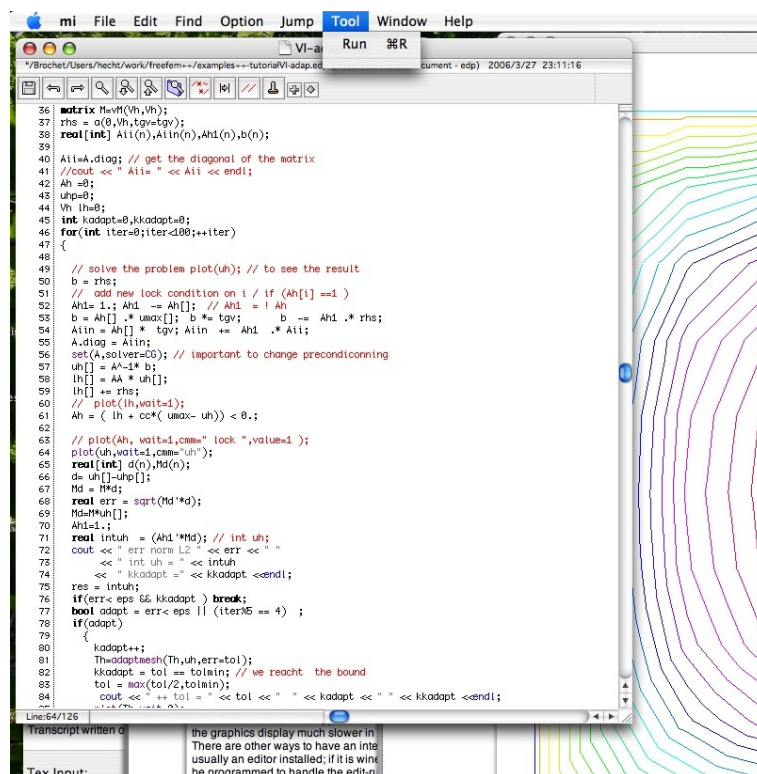 mi File Edit Find Option Jump Tool Window Help
Run ⌘R
VI-a
"/Brochet/Users/hecht/work/freefem++/examples++-tutorial/VI-adap.ed cument - edp) 2006/3/27 23:11:16
36 matrix M=vM(Vh,Vh);
37 rhs = a(0,Vh,tgv=tgv);
38 real[int] Aii(n),Aiin(n),Ah1(n),b(n);
39
40 Aii=A.diag; // get the diagonal of the matrix
41 //cout << " Aii= " << Aii << endl;
42 Ah =0;
43 uhp=0;
44 Vh lh=0;
45 int kadapt=0,kkadapt=0;
46 for(int iter=0;iter<100;++iter)
47 {
48
49 // solve the problem plot(uh); // to see the result
50 b = rhs;
51 // add new lock condition on i / if (Ah[i] ==1 )
52 Ah1= 1.; Ah1 -= Ah[]; // Ah1 = ! Ah
53 b = Ah[] .* umax[]; b *= tgv; b -= Ah1 .* rhs;
54 Aiin = Ah[] * tgv; Aiin += Ah1 .* Aii;
55 A.diag = Aiin;
56 set(A,solver=CG); // important to change precondiconning
57 uh[] = A^-1* b;
58 lh[] = AA * uh[];
59 lh[] += rhs;
60 // plot(lh,wait=1);
61 Ah = ( lh + cc*( umax- uh)) < 0.;
62
63 // plot(Ah, wait=1,cmm=" lock ",value=1 );
64 plot(uh,wait=1,cmm="uh");
65 real[int] d(n),Md(n);
66 d= uh[]-uhp[];
67 Md = M*d;
68 real err = sqrt(Md'*d);
69 Md=M*uh[];
70 Ah1=1.;
71 real intuh = (Ah1'*Md); // int uh;
72 cout << " err norm L2 " << err << " "
73 << " int uh = " << intuh
74 << " kkadapt =" << kkadapt <<endl;
75 res = intuh;
76 if(err< eps && kkadapt ) break;
77 bool adapt = err< eps || (iter%5 == 4) ;
78 if(adapt)
79 {
80 kadapt++;
81 Th=adaptmesh(Th,uh,err=tol);
82 kkadapt = tol == tolmin; // we reacht the bound
83 tol = max(tol/2,tolmin);
84 cout << " ++ tol = " << tol << " " << kadapt << " " << kkadapt <<endl;
Line:64/126
Transcript written o
the graphics display much slower in
There are other ways to have an inte
usually an editor installed; if it is wine
be programmed to handle the edit-r
Tex Input: